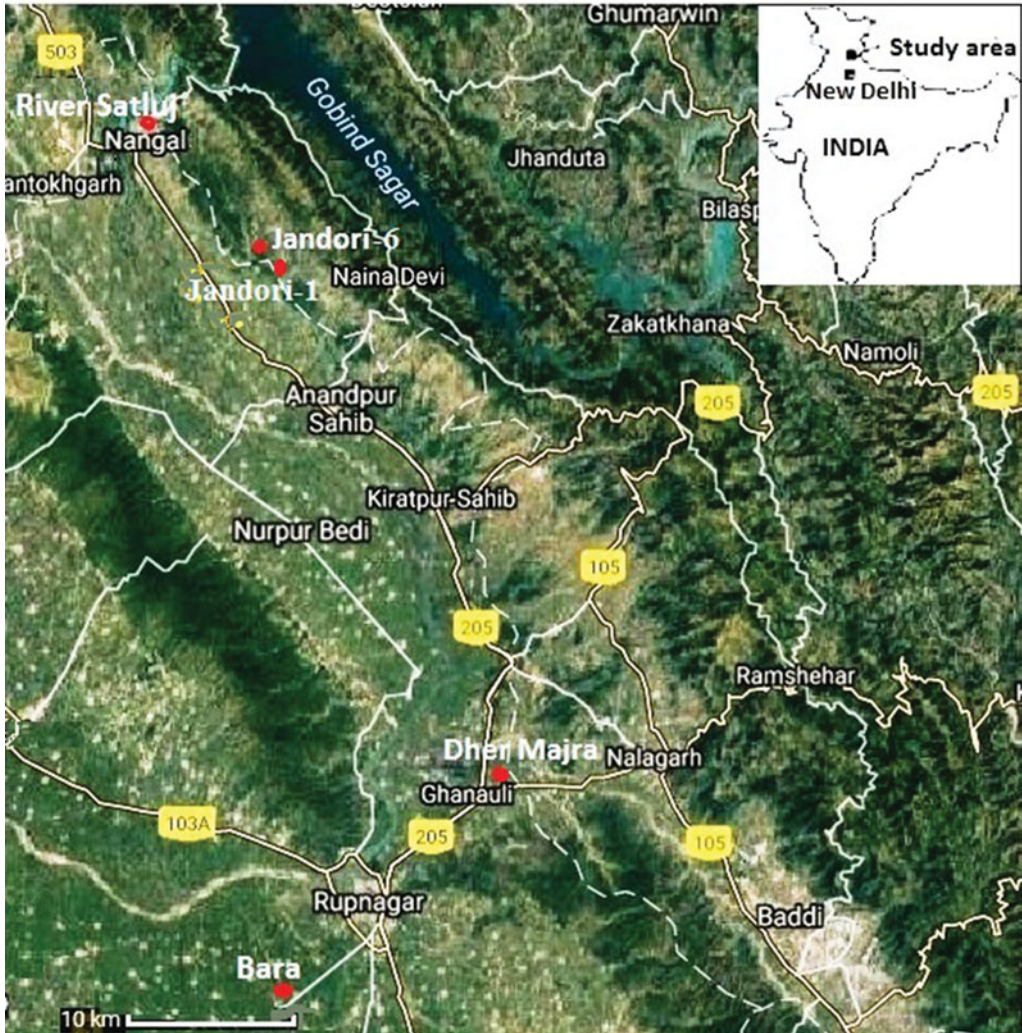 Ghumarwin
503
Study area
New Delhi
INDIA
River Satluj
Nangal
Gobind Sagar
Jhanduta
antokhgarh
Bilasp
Jandori-6
Naina Devi
Jandori-1
Zakatkhana
Namoli
205
205
Anandpur
Sahib
Kiratpur-Sahib
Nurpur Bedi
105
205
Ramshehar
Dher Majra
Nalagarh
Ghanauli
103A
205
105
Rupnagar
Baddi
Bara
10 km